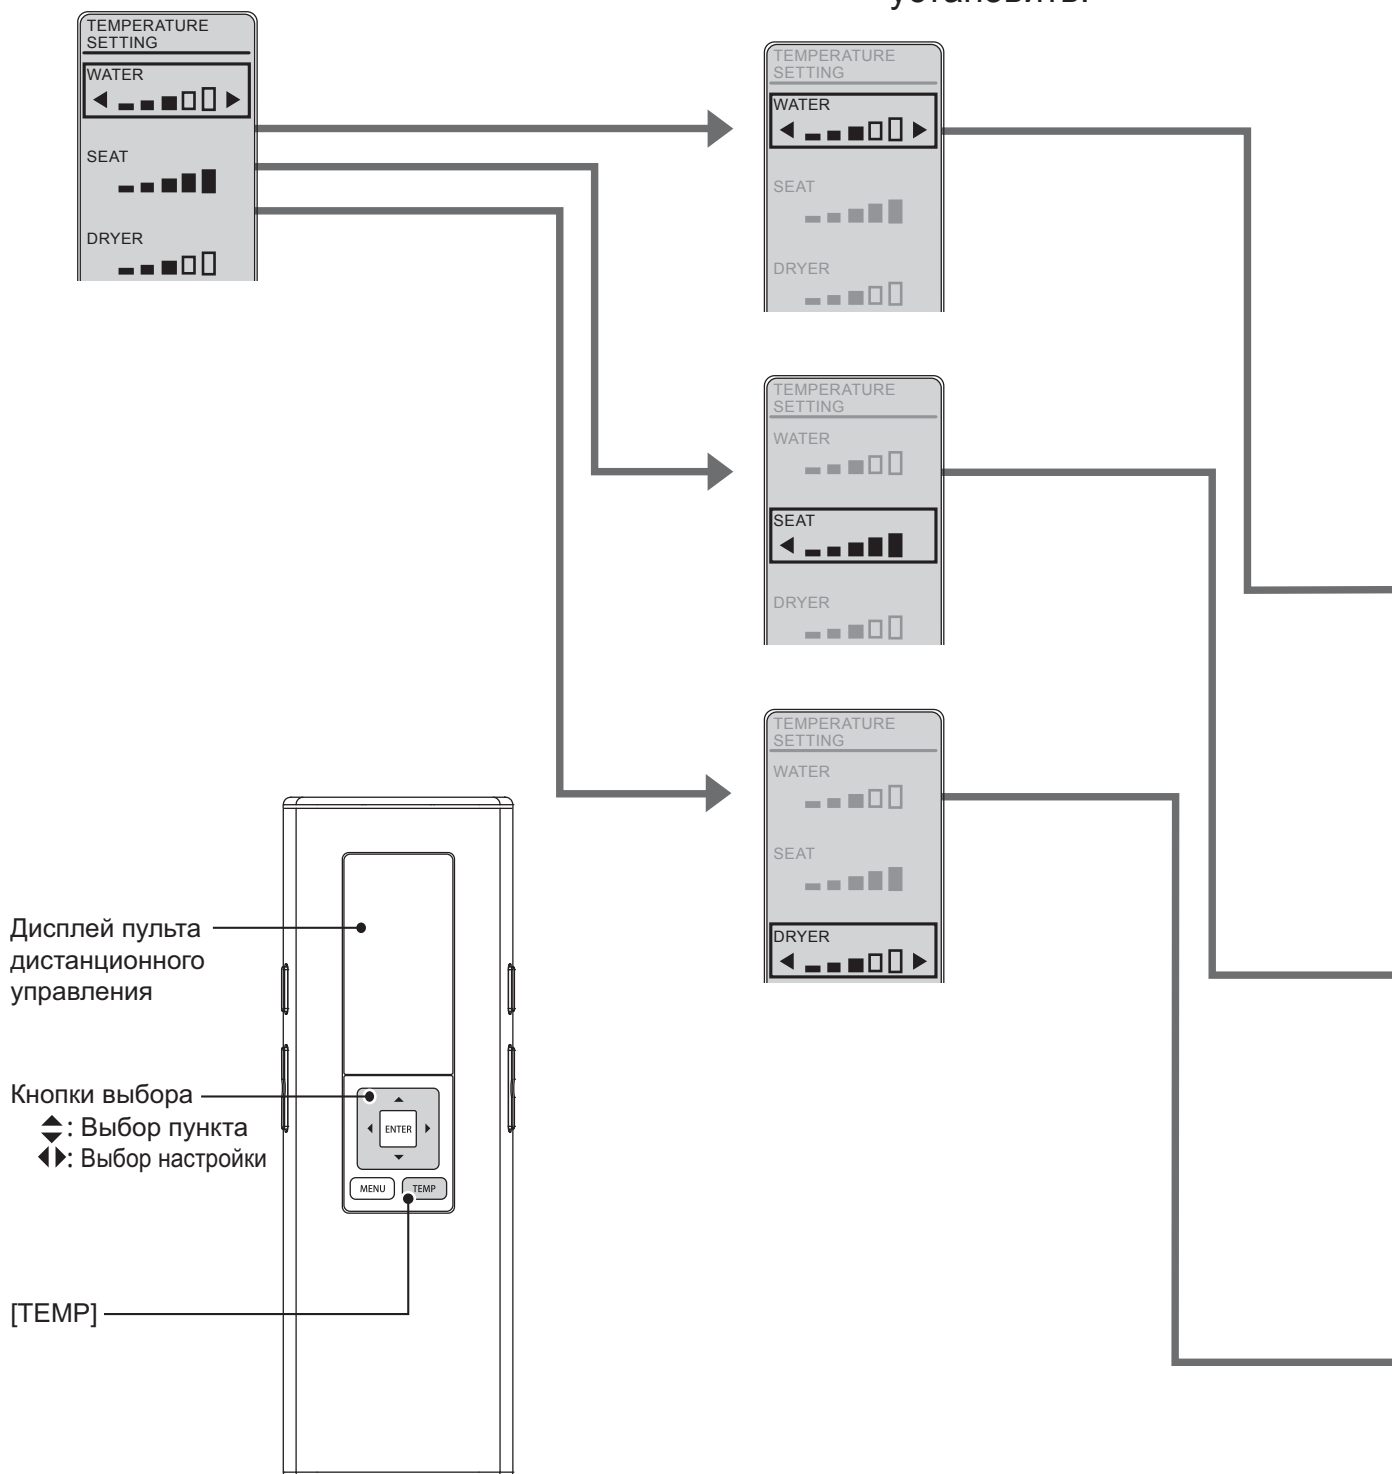 установить.
TEMPERATURE
SETTING
WATER
SEAT
DRYER
TEMPERATURE
SETTING
WATER
SEAT
DRYER
TEMPERATURE
SETTING
WATER
SEAT
DRYER
TEMPERATURE
SETTING
WATER
SEAT
DRYER
Дисплей пульта
дистанционного
управления
Кнопки выбора
: Выбор пункта
: Выбор настройки
ENTER
MENU TEMP
[TEMP]